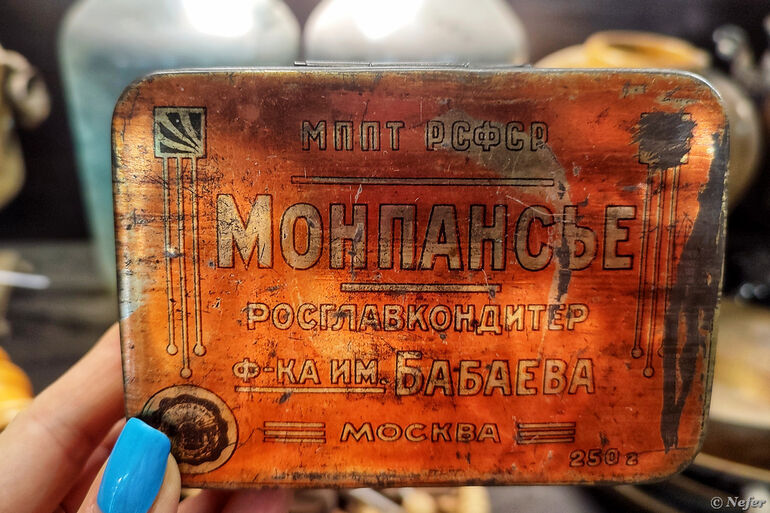 МППТ РСФСР
МОНПАНСЬЕ
РОСГЛАВКОНДИТЕР
Ф-КА ИМ. БАБАЕВА
МОСКВА
250 г
© Nefer